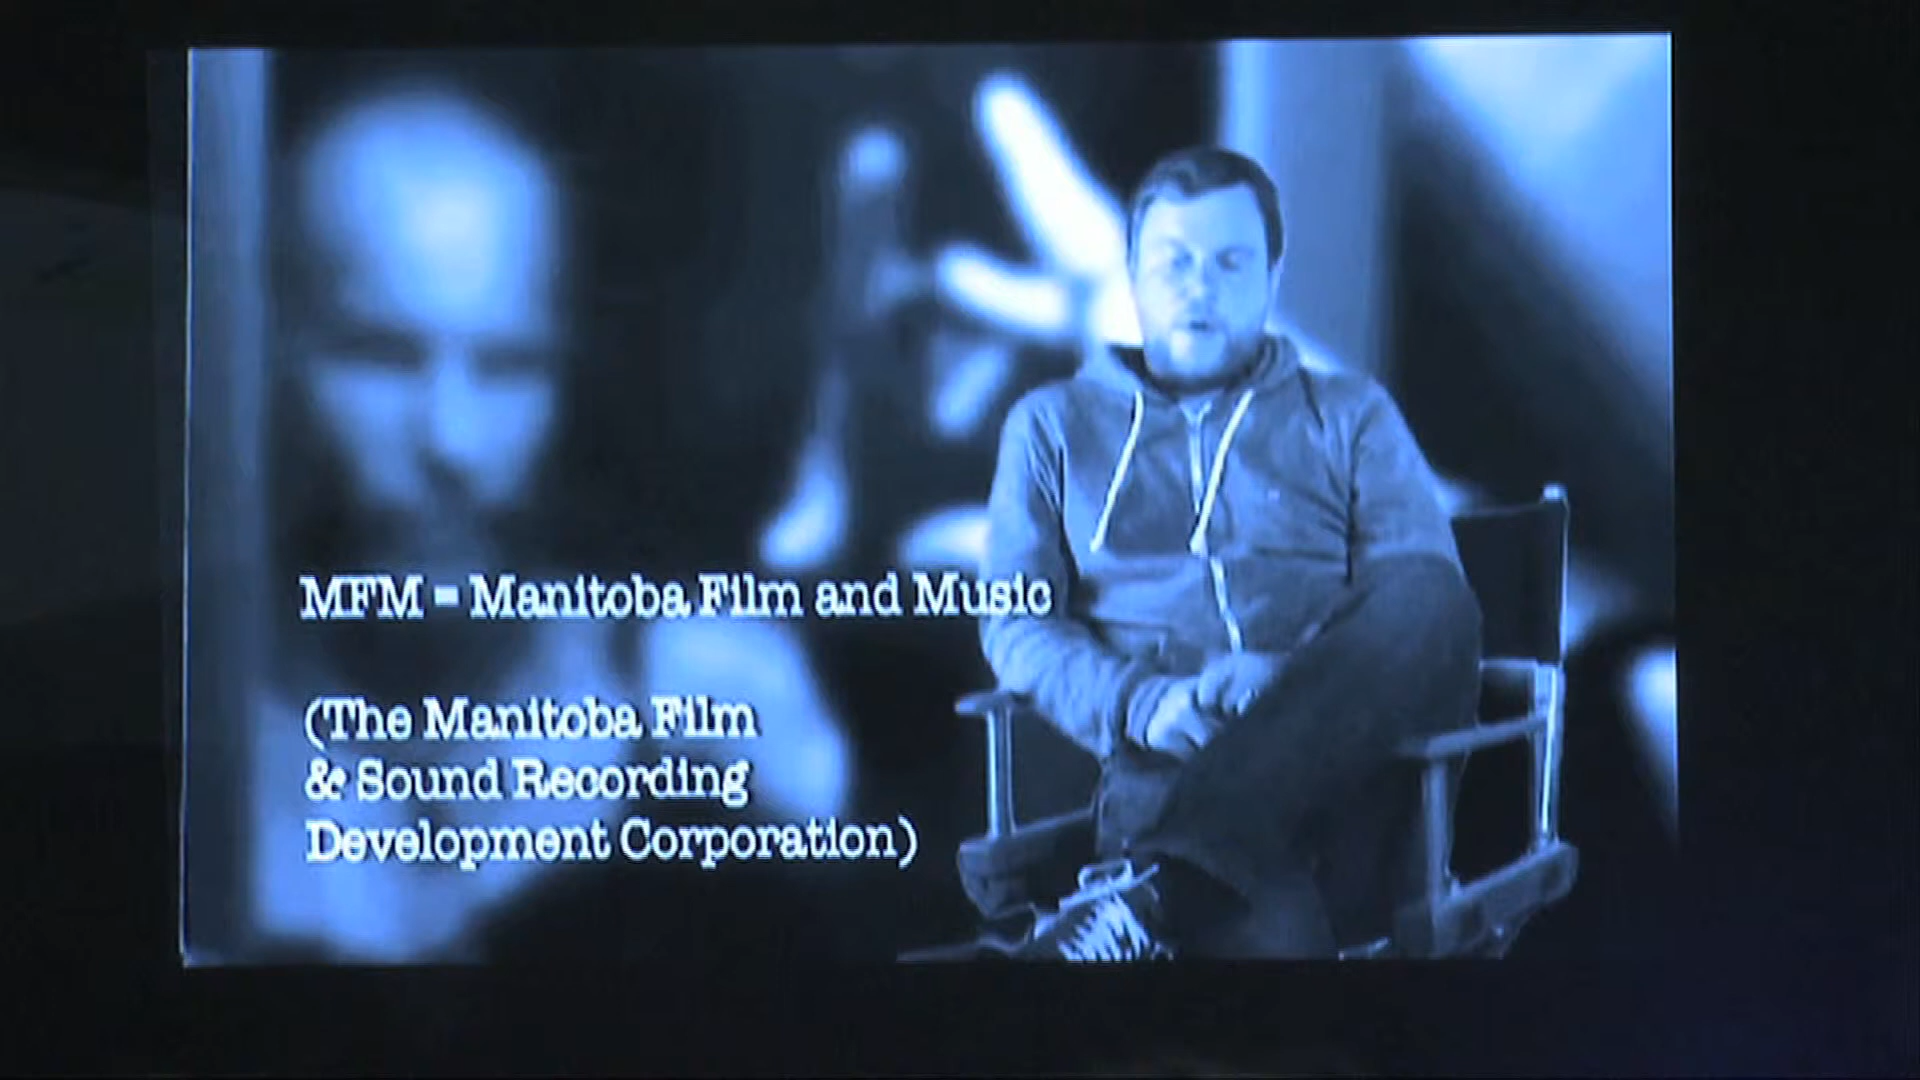 MFM = Manitoba Film and Music
(The Manitoba Film
& Sound Recording
Development Corporation)